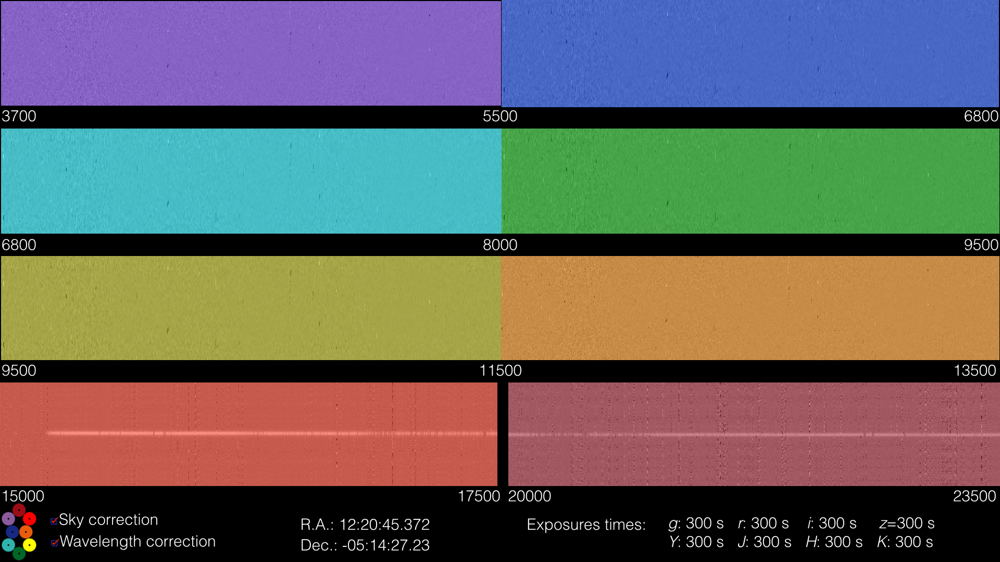 3700 5500 6800
6800 8000 9500
9500 11500 13500
15000 17500 20000 23500
Sky correction
Wavelength correction
R.A.: 12:20:45.372
Dec.: -05:14:27.23
Exposures times: g: 300 s r: 300 s i: 300 s z=300 s
Y: 300 s J: 300 s H: 300 s K: 300 s